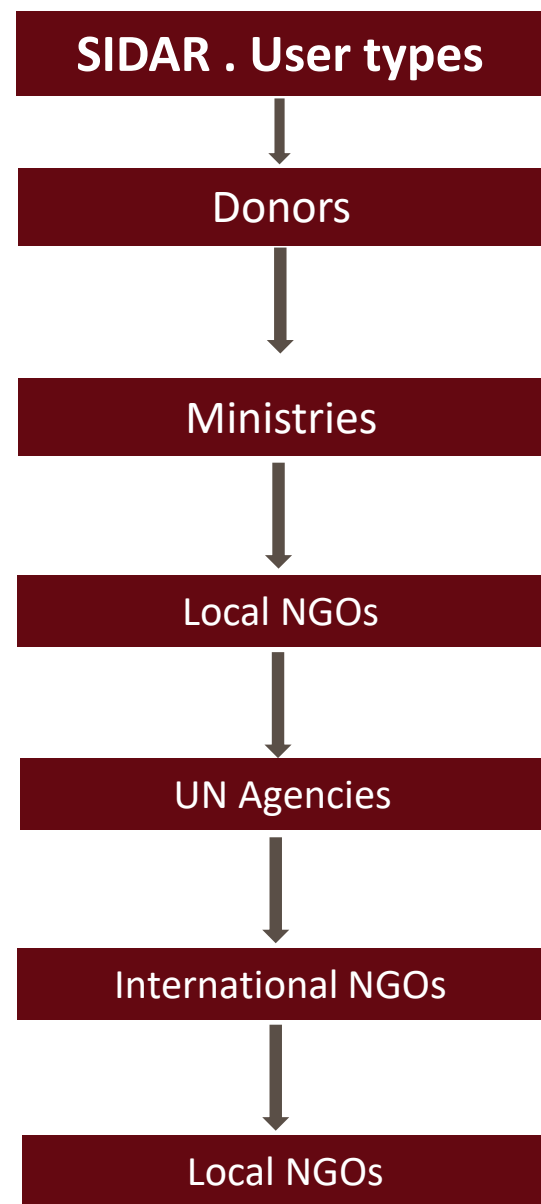 SIDAR . User types
Donors
Ministries
Local NGOs
UN Agencies
International NGOs
Local NGOs